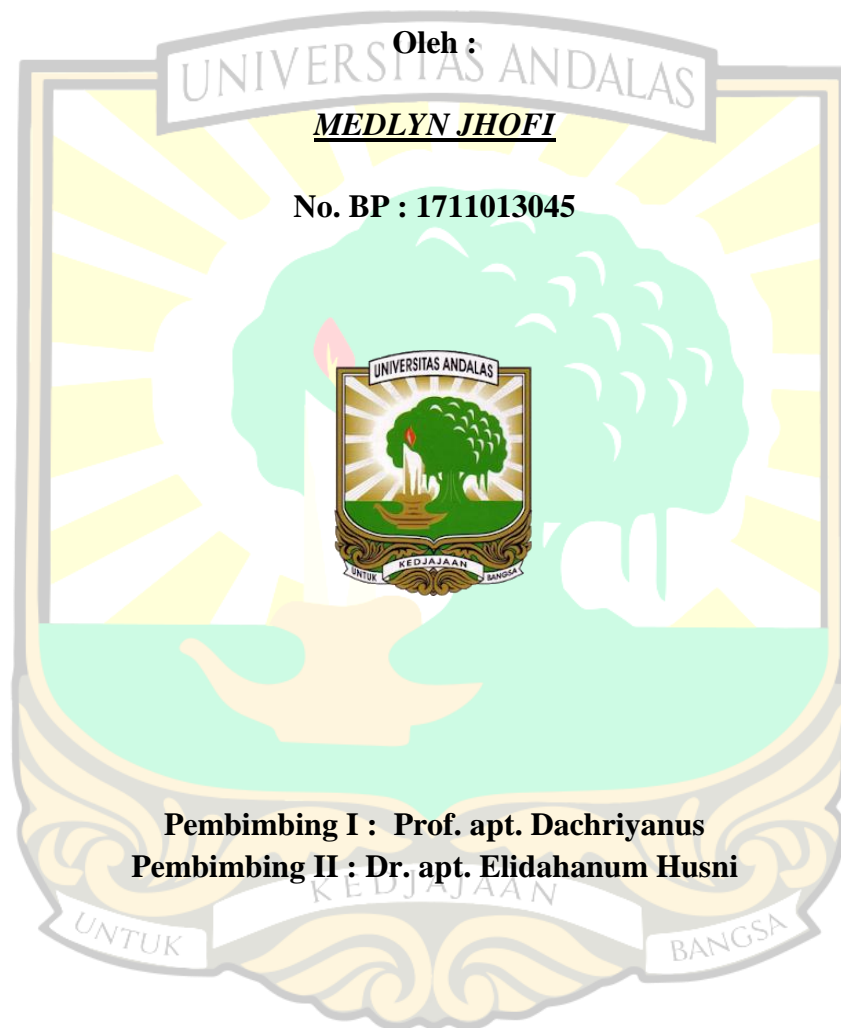 UNIVERSITAS ANDALAS
Oleh :
MEDLYN JHOFI
No. BP : 1711013045
UNIVERSITAS ANDALAS
UNTUK KEDJAJAAN BANGSA
Pembimbing I : Prof. apt. Dachriyanus
Pembimbing II : Dr. apt. Elidahanum Husni
UNTUK KEDJAJAAN BANGSA